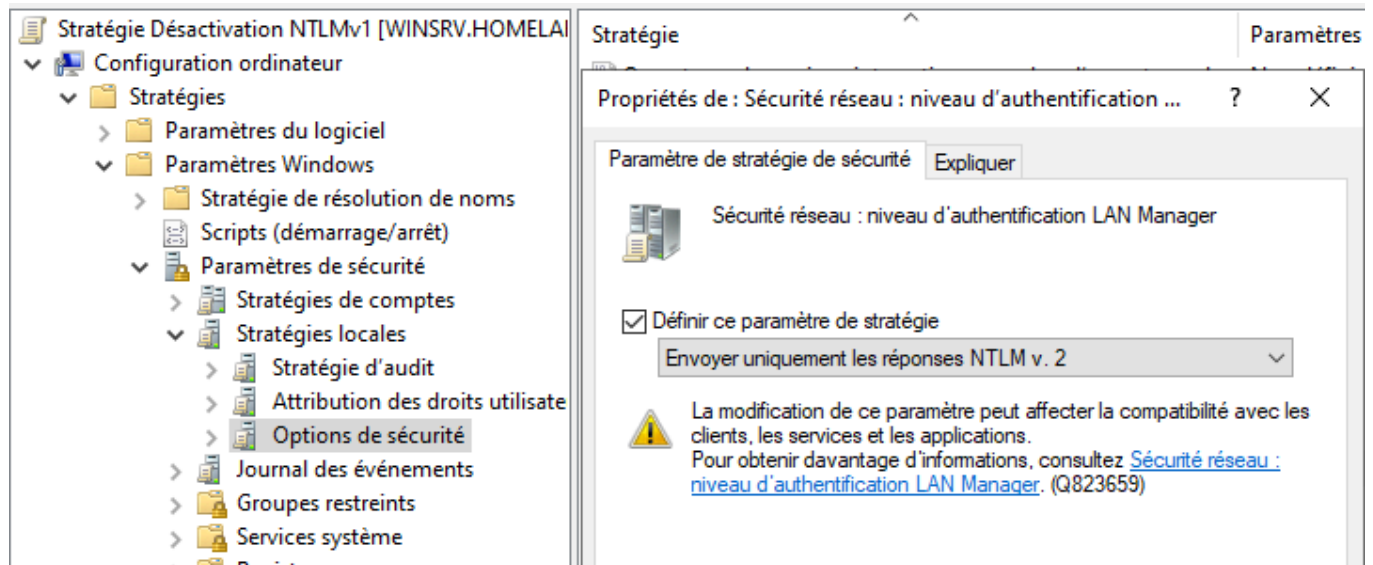 Stratégie Désactivation NTLMv1 [WINSRV.HOMELA
Configuration ordinateur
Stratégies
Paramètres du logiciel
Paramètres Windows
Stratégie de résolution de noms
Scripts (démarrage/arrêt)
Paramètres de sécurité
Stratégies de comptes
Stratégies locales
Stratégie d'audit
Attribution des droits utilisate
Options de sécurité
Journal des événements
Groupes restreints
Services système
Stratégie
Paramètres
Propriétés de : Sécurité réseau : niveau d'authentification ... ?
Paramètre de stratégie de sécurité
Expliquer
Sécurité réseau : niveau d'authentification LAN Manager
Définir ce paramètre de stratégie
Envoyer uniquement les réponses NTLM v. 2
La modification de ce paramètre peut affecter la compatibilité avec les
clients, les services et les applications.
Pour obtenir davantage d'informations, consultez Sécurité réseau :
niveau d'authentification LAN Manager. (Q823659)